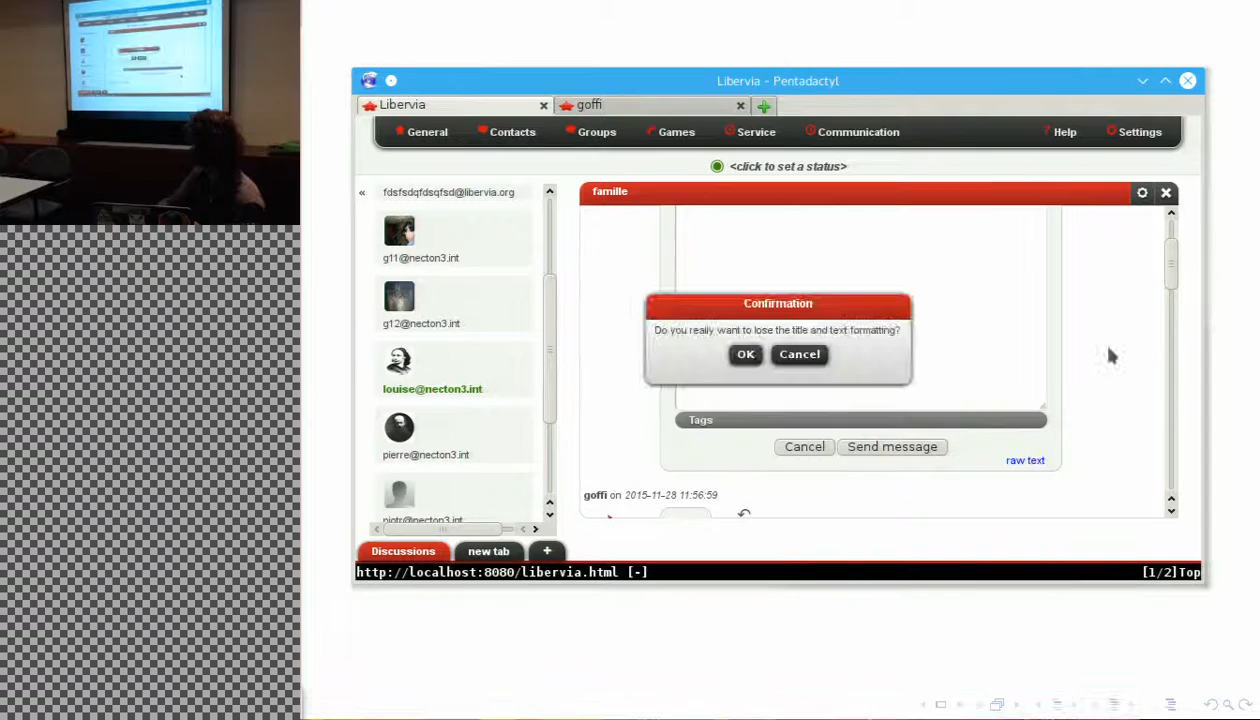 Libervia - Pentadactyl
Libervia
goffi
General
Contacts
Groups
Games
Service
Communication
Help
Settings
<click to set a status>
«
fdsfsdqfdsqfsd@libervia.org
g11@necton3.int
g12@necton3.int
louise@necton3.int
pierre@necton3.int
piotr@necton3.int
famille
Confirmation
Do you really want to lose the title and text formatting?
OK
Cancel
Tags
Cancel
Send message
raw text
goffi on 2015-11-28 11:56:59
Discussions
new tab
+
http://localhost:8080/libervia.html [-]
[1/2]Top